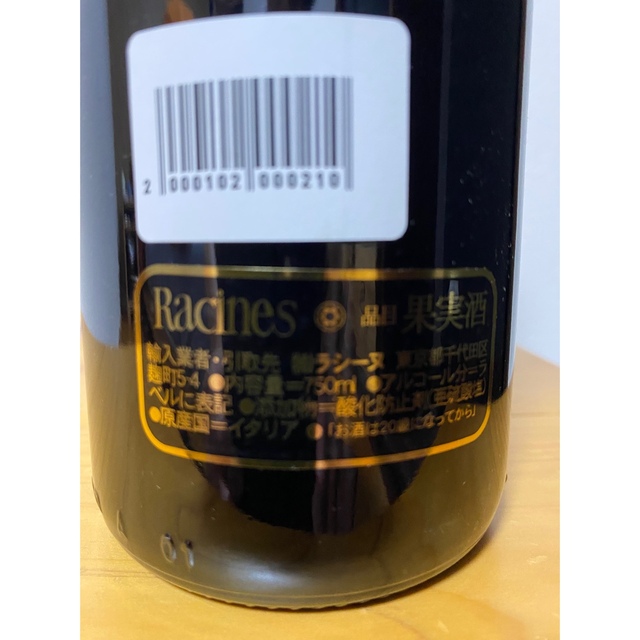 2 000102 000210
Racines 品目 果実酒
輸入業者・引取先 ㈱ラシーヌ 東京都千代田区
麹町5-4 ●内容量=750ml ●アルコール分=ラ
ベルに表記 ●添加物=酸化防止剤(亜硫酸塩)
●原産国=イタリア ●「お酒は20歳になってから」
01